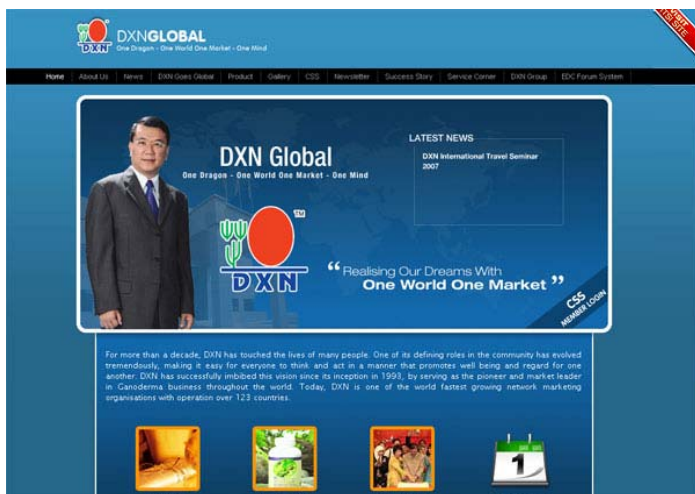 VISIT
ITSI SITE
DXNGLOBAL
One Dragon - One World One Market - One Mind
DXN
Home About Us News DXN Goes Global Product Gallery CSS Newsletter Success Story Service Corner DXN Group EDC Forum System
DXN Global
One Dragon - One World One Market - One Mind
LATEST NEWS
DXN International Travel Seminar
2007
TM
DXN
“ Realising Our Dreams With
One World One Market ”
CSS
MEMBER LOGIN
For more than a decade, DXN has touched the lives of many people. One of its defining roles in the community has evolved
tremendously, making it easy for everyone to think and act in a manner that promotes well being and regard for one
another. DXN has successfully imbibed this vision since its inception in 1993, by serving as the pioneer and market leader
in Ganoderma business throughout the world. Today, DXN is one of the world fastest growing network marketing
organisations with operation over 123 countries.
1